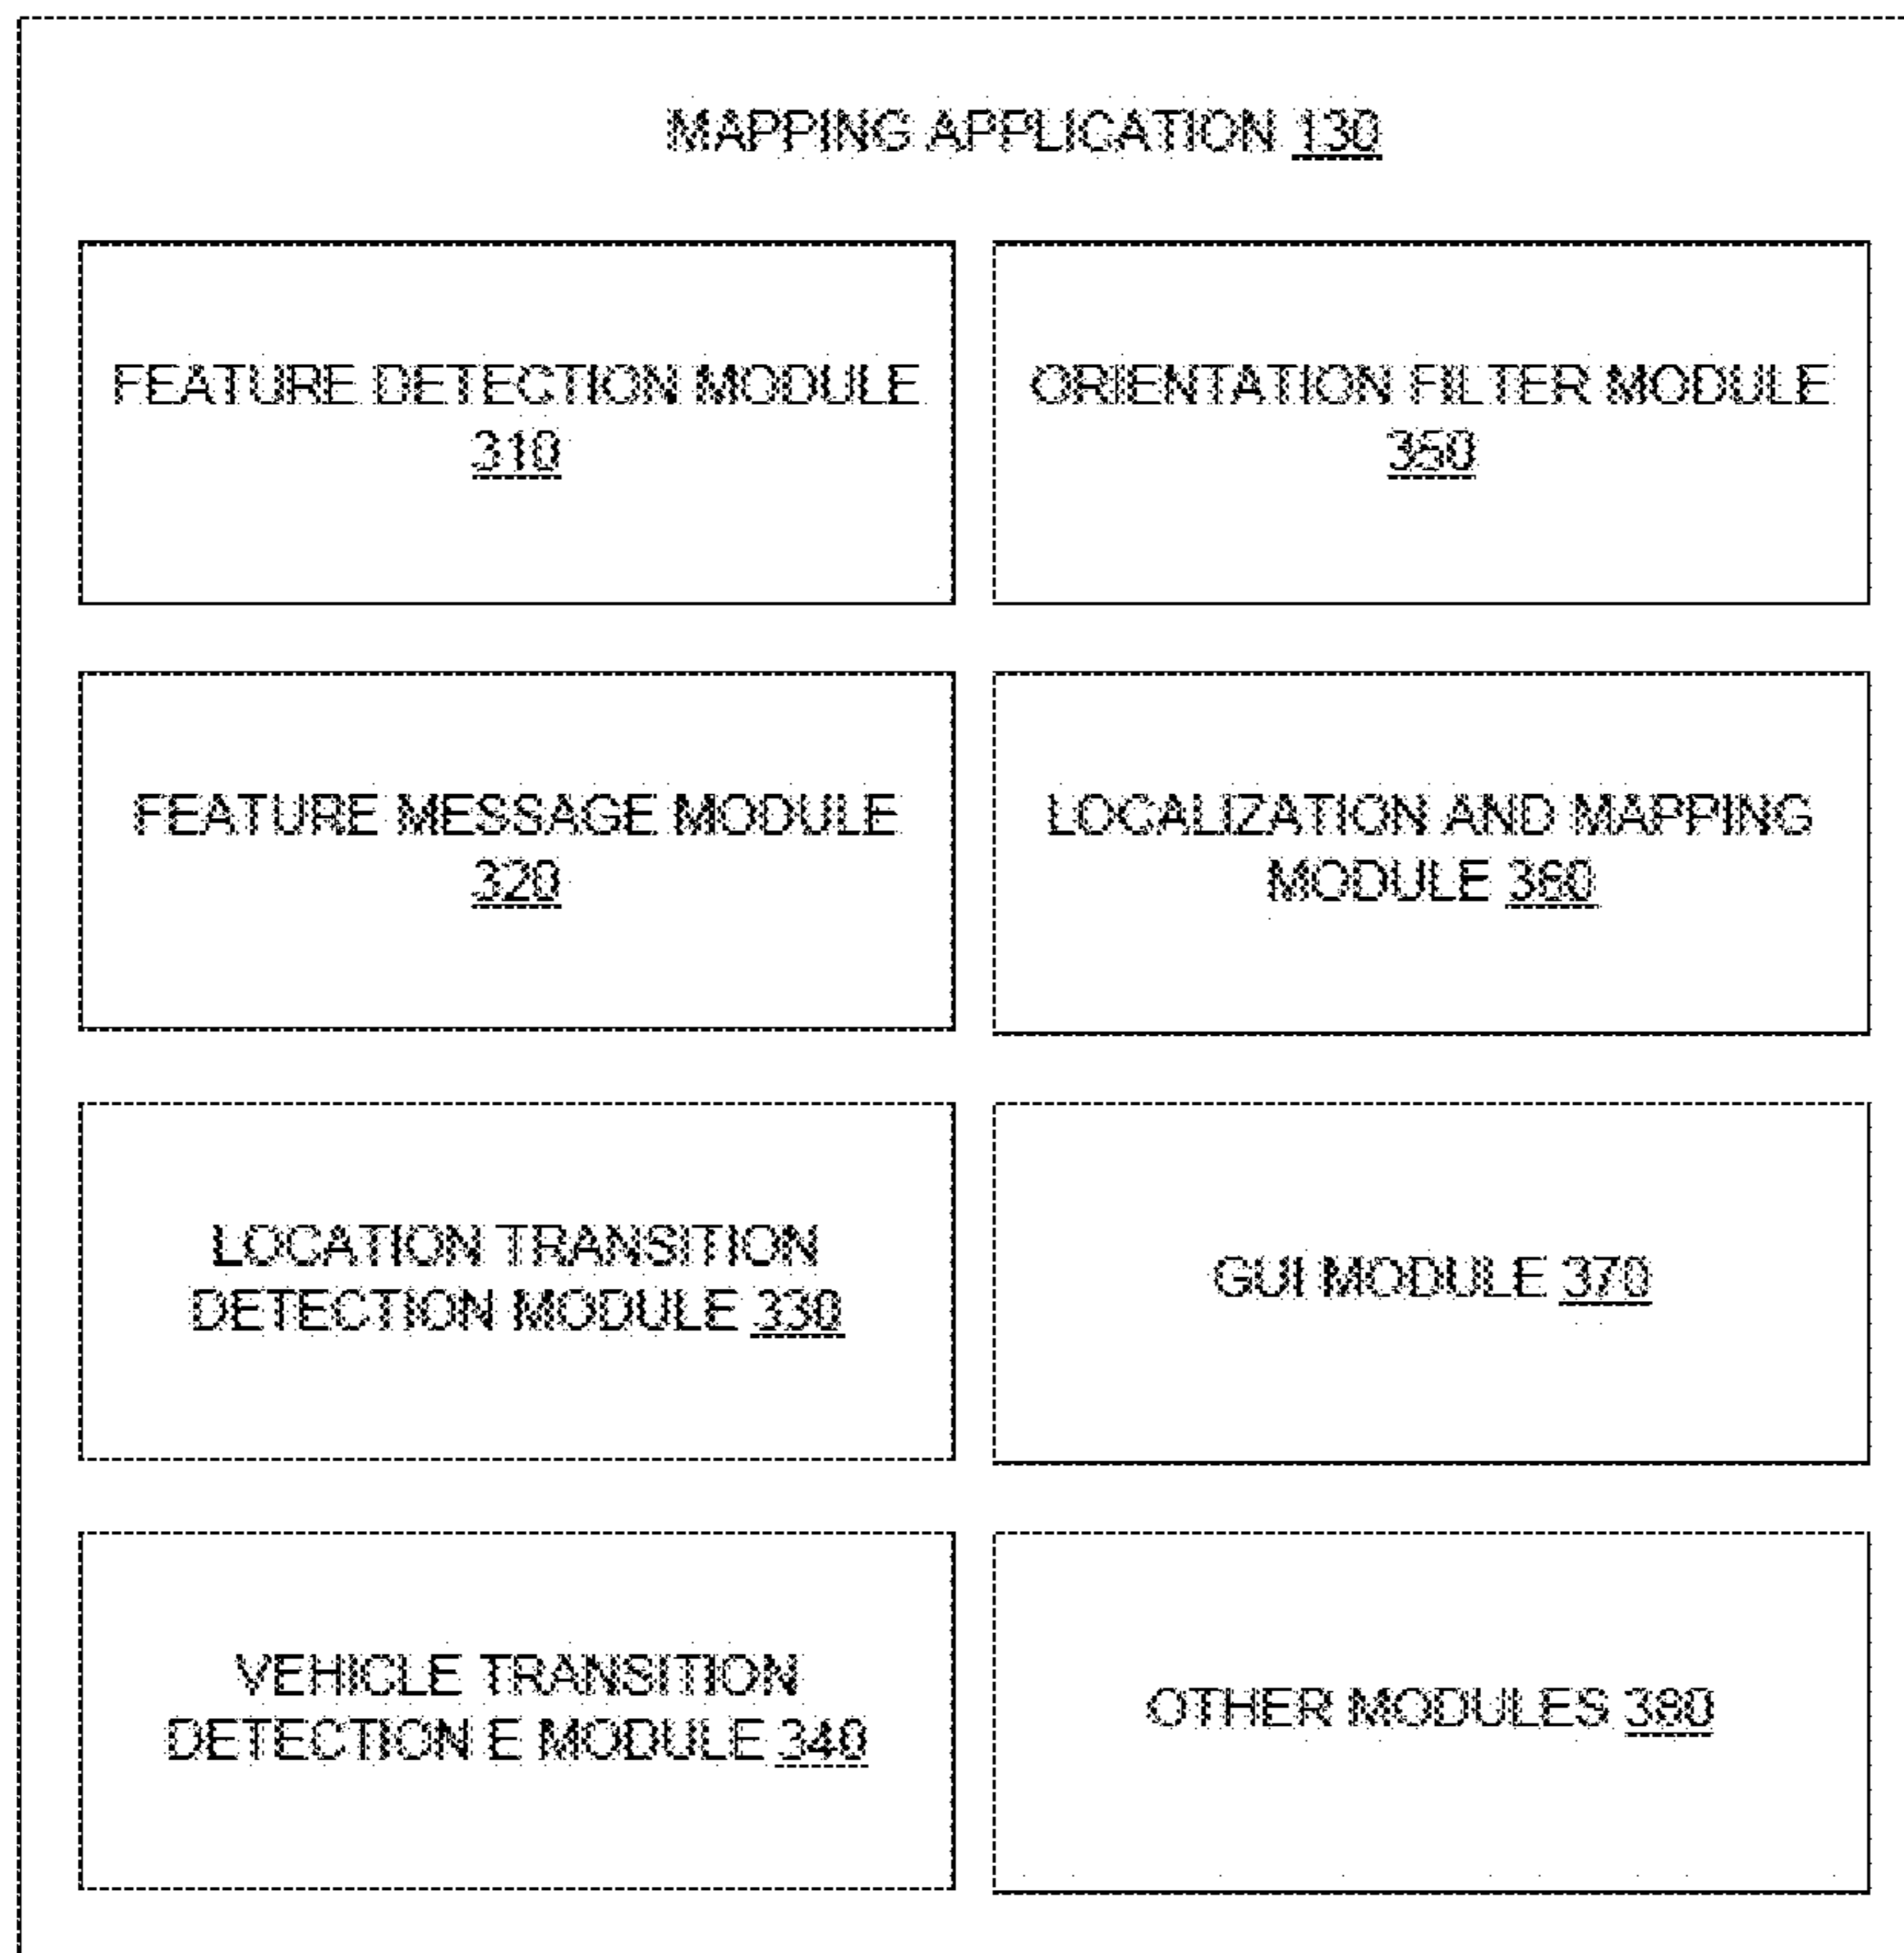 MAPPING APPLICATION 130
FEATURE DETECTION MODULE
310
ORIENTATION FILTER MODULE
350
FEATURE MESSAGE MODULE
320
LOCALIZATION AND MAPPING
MODULE 360
LOCATION TRANSITION
DETECTION MODULE 330
GUI MODULE 370
VEHICLE TRANSITION
DETECTION E MODULE 340
OTHER MODULES 380